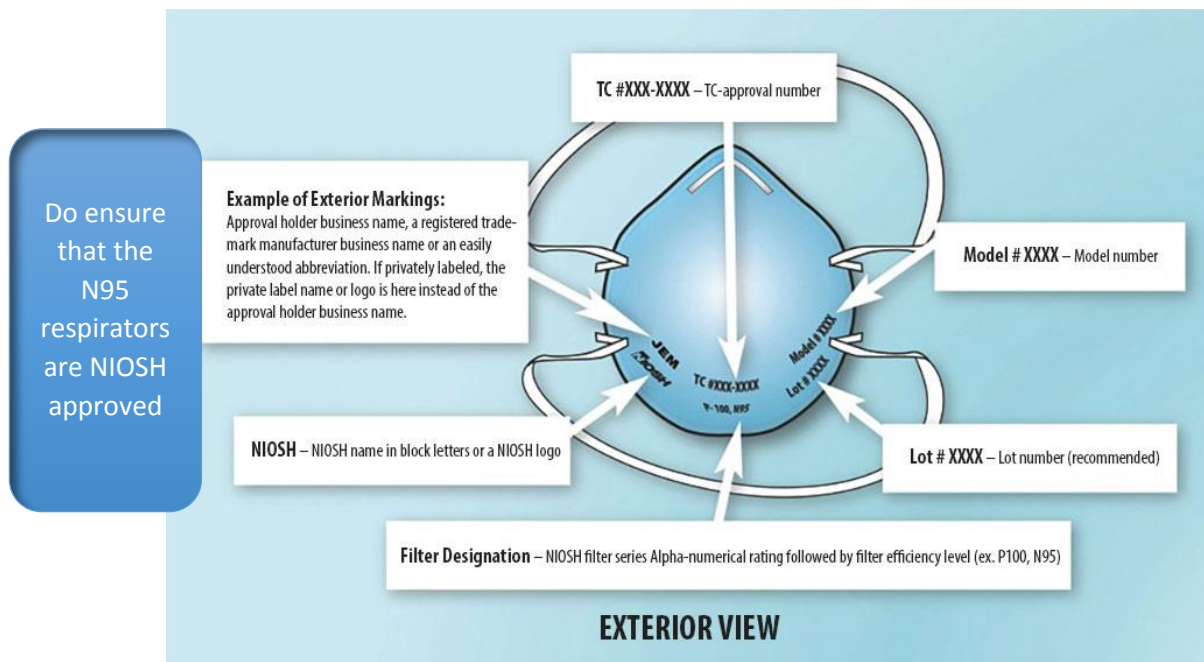 Do ensure
that the
N95
respirators
are NIOSH
approved
TC #XXX-XXXX – TC-approval number
Example of Exterior Markings:
Approval holder business name, a registered trade-
mark manufacturer business name or an easily
understood abbreviation. If privately labeled, the
private label name or logo is here instead of the
approval holder business name.
Model # XXXX – Model number
JEM
NIOSH
TC #XXX-XXXX
P-100, N95
Model # XXXX
Lot # XXXX
NIOSH – NIOSH name in block letters or a NIOSH logo
Lot # XXXX – Lot number (recommended)
Filter Designation – NIOSH filter series Alpha-numerical rating followed by filter efficiency level (ex. P100, N95)
EXTERIOR VIEW